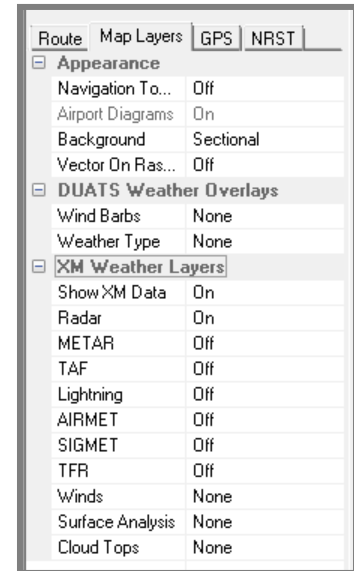 Route Map Layers GPS NRST
Appearance
Navigation To... Off
Airport Diagrams On
Background Sectional
Vector On Ras... Off
DUATS Weather Overlays
Wind Barbs None
Weather Type None
XM Weather Layers
Show XM Data On
Radar On
METAR Off
TAF Off
Lightning Off
AIRMET Off
SIGMET Off
TFR Off
Winds None
Surface Analysis None
Cloud Tops None